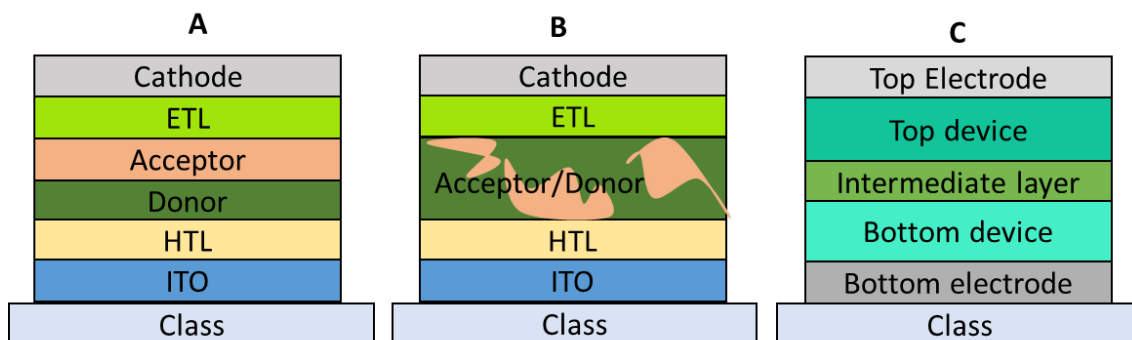 A
Cathode
ETL
Acceptor
Donor
HTL
ITO
Class
B
Cathode
ETL
Acceptor/Donor
HTL
ITO
Class
C
Top Electrode
Top device
Intermediate layer
Bottom device
Bottom electrode
Class